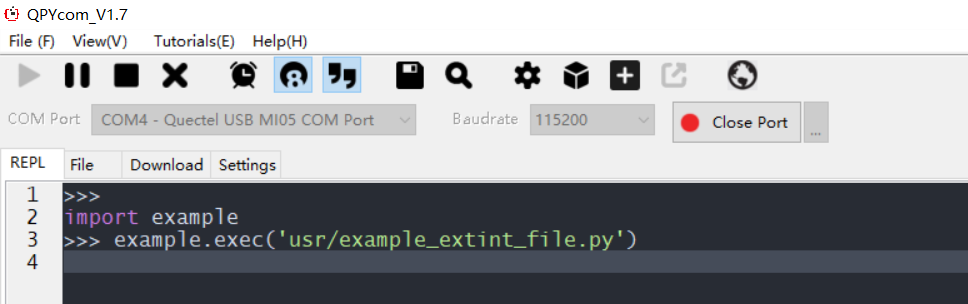 QPYcom_V1.7
File (F) View(V) Tutorials(E) Help(H)
COM Port COM4 - Quectel USB MI05 COM Port Baudrate 115200 Close Port ...
REPL File Download Settings
1 >>>
2 import example
3 >>> example.exec('usr/example_extint_file.py')
4